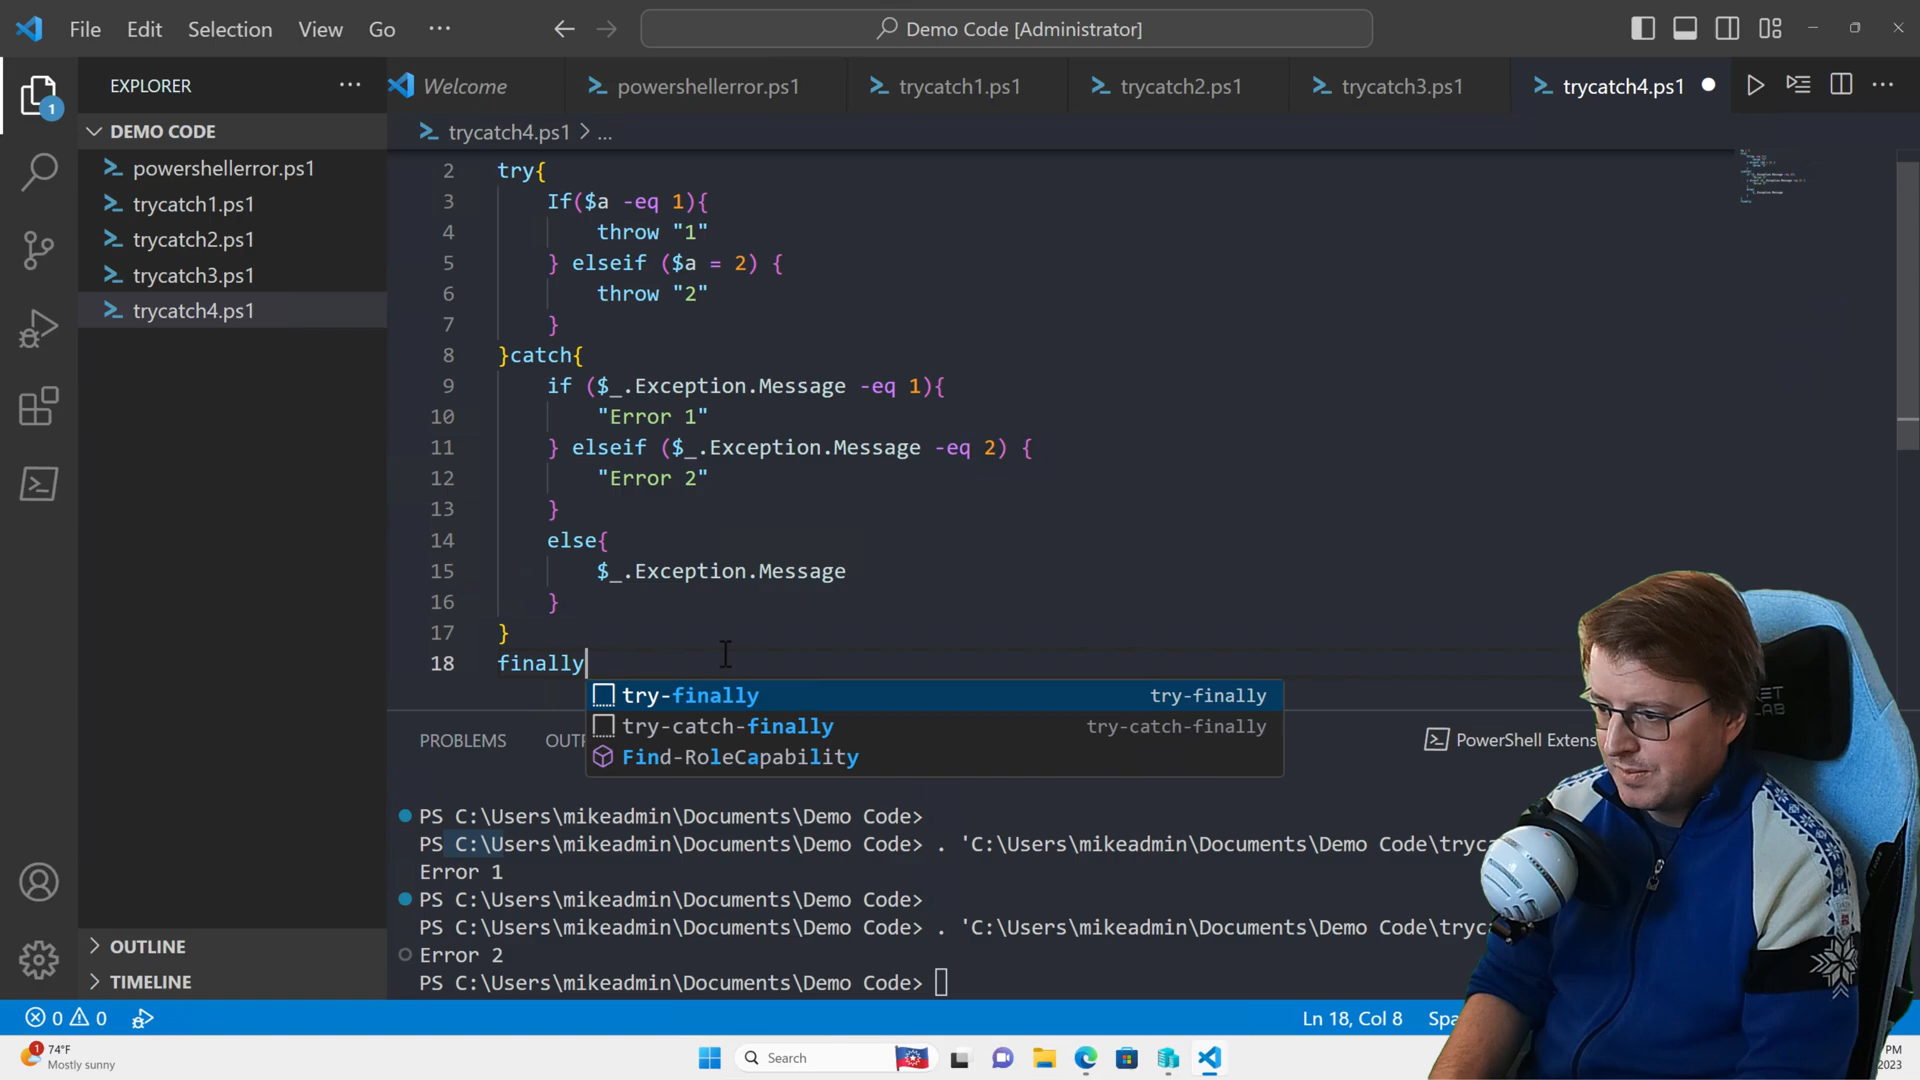 File Edit Selection View Go ··· Demo Code [Administrator]
EXPLORER ···
Welcome powershellerror.ps1 trycatch1.ps1 trycatch2.ps1 trycatch3.ps1 trycatch4.ps1
DEMO CODE
trycatch4.ps1 > ...
powershellerror.ps1
trycatch1.ps1
trycatch2.ps1
trycatch3.ps1
trycatch4.ps1
1
2 try{
3 If($a -eq 1){
4 throw "1"
5 } elseif ($a = 2) {
6 throw "2"
7 }
8 }catch{
9 if ($_.Exception.Message -eq 1){
10 "Error 1"
11 } elseif ($_.Exception.Message -eq 2) {
12 "Error 2"
13 }
14 else{
15 $_.Exception.Message
16 }
17 }
18 finally
try-finally try-finally
try-catch-finally try-catch-finally
Find-RoleCapability
PROBLEMS OUT PowerShell Extens
PS C:\Users\mikeadmin\Documents\Demo Code>
PS C:\Users\mikeadmin\Documents\Demo Code> . 'C:\Users\mikeadmin\Documents\Demo Code\tryc
Error 1
PS C:\Users\mikeadmin\Documents\Demo Code>
PS C:\Users\mikeadmin\Documents\Demo Code> . 'C:\Users\mikeadmin\Documents\Demo Code\tryc
Error 2
PS C:\Users\mikeadmin\Documents\Demo Code>
OUTLINE
TIMELINE
0 0 Ln 18, Col 8 Spa
1 74°F
Mostly sunny
Search
PM
2023